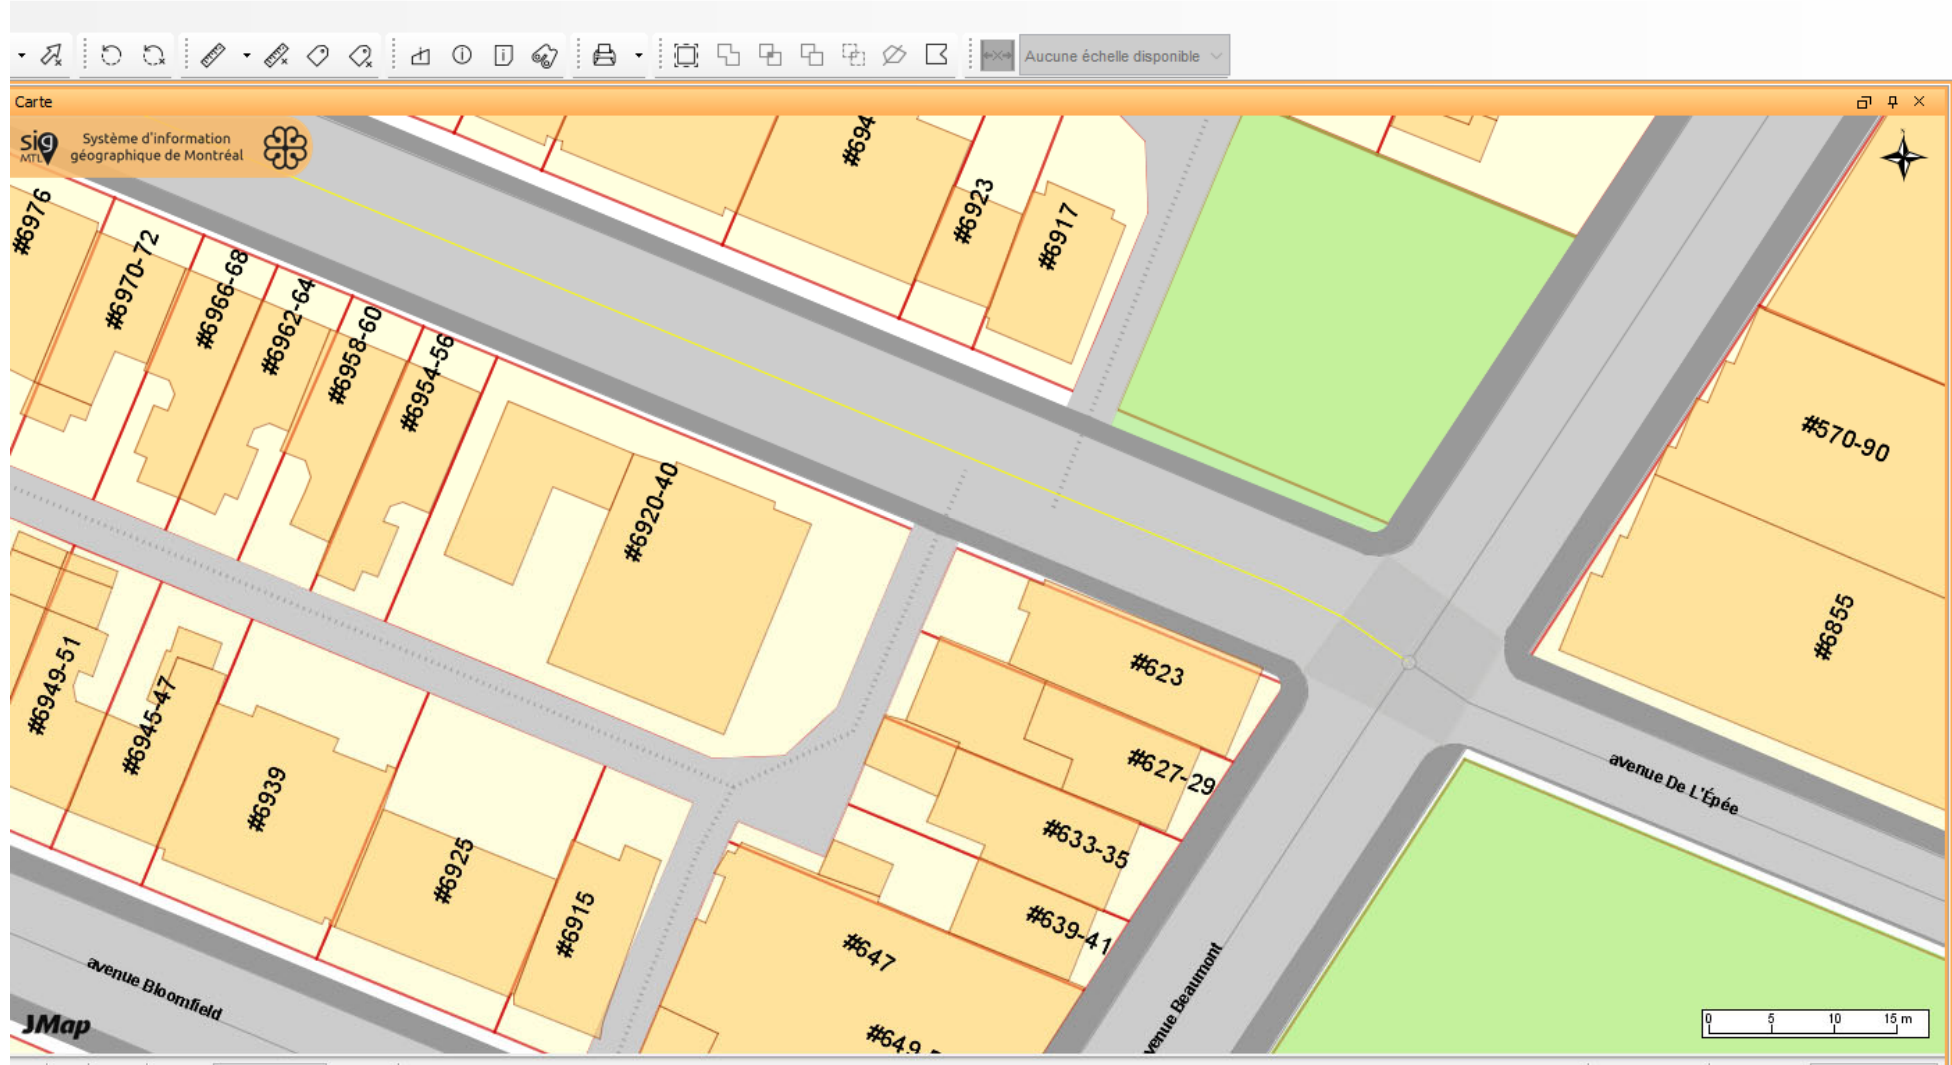 Aucune échelle disponible
Carte
sig
MTL
Système d'information
géographique de Montréal
#694
#6976
#6970-72
#6966-68
#6962-64
#6958-60
#6954-56
#6923
#6917
#6920-40
#570-90
#6855
#623
#627-29
#633-35
#639-41
#647
#649
#6949-51
#6945-47
#6939
#6925
#6915
avenue De L'Épée
avenue Bloomfield
venue Beaumont
JMap
0 5 10 15 m